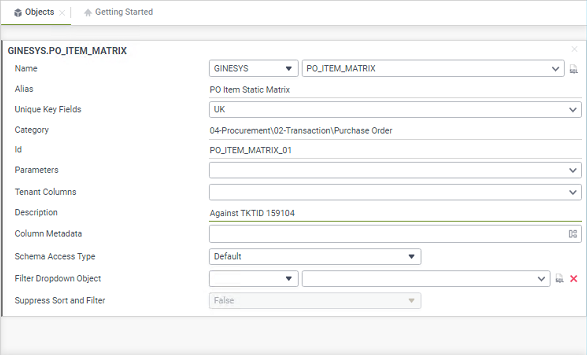 Objects
Getting Started
GINESYS.PO_ITEM_MATRIX
Name GINESYS PO_ITEM_MATRIX
Alias PO Item Static Matrix
Unique Key Fields UK
Category 04-Procurement\02-Transaction\Purchase Order
Id PO_ITEM_MATRIX_01
Parameters
Tenant Columns
Description Against TKTID 159104
Column Metadata
Schema Access Type Default
Filter Dropdown Object
Suppress Sort and Filter False